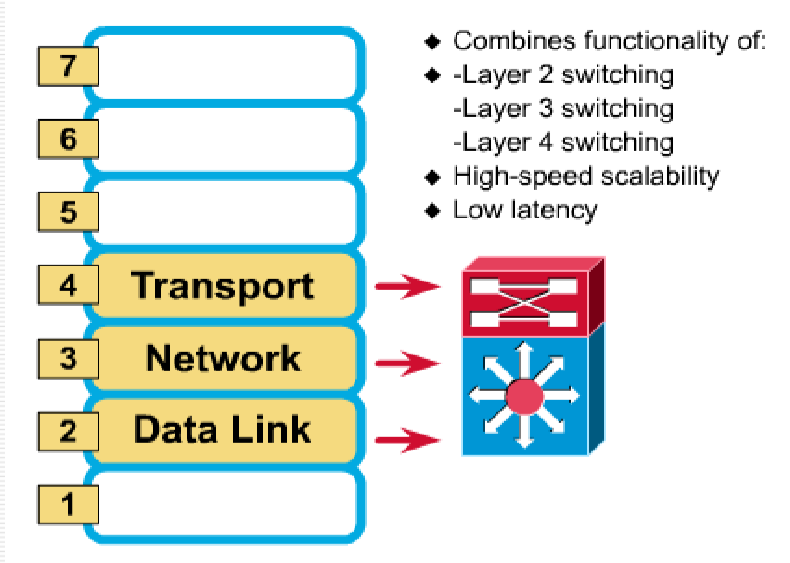 7
6
5
4 Transport
3 Network
2 Data Link
1
◆ Combines functionality of:
◆ -Layer 2 switching
-Layer 3 switching
-Layer 4 switching
◆ High-speed scalability
◆ Low latency